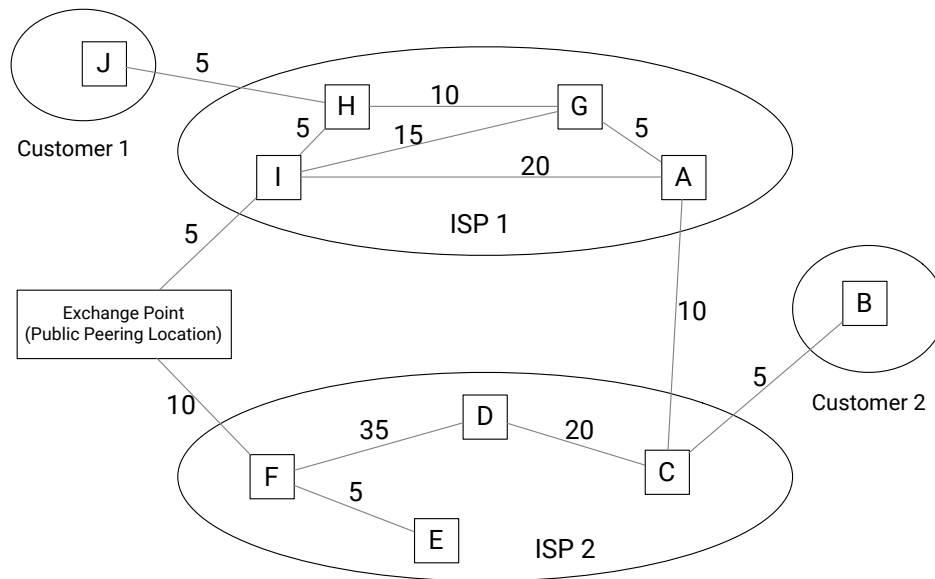 J
5
Customer 1
H
10
G
5
15
5
I
20
A
ISP 1
5
Exchange Point
(Public Peering Location)
10
B
5
Customer 2
10
D
35
20
F
C
5
E
ISP 2